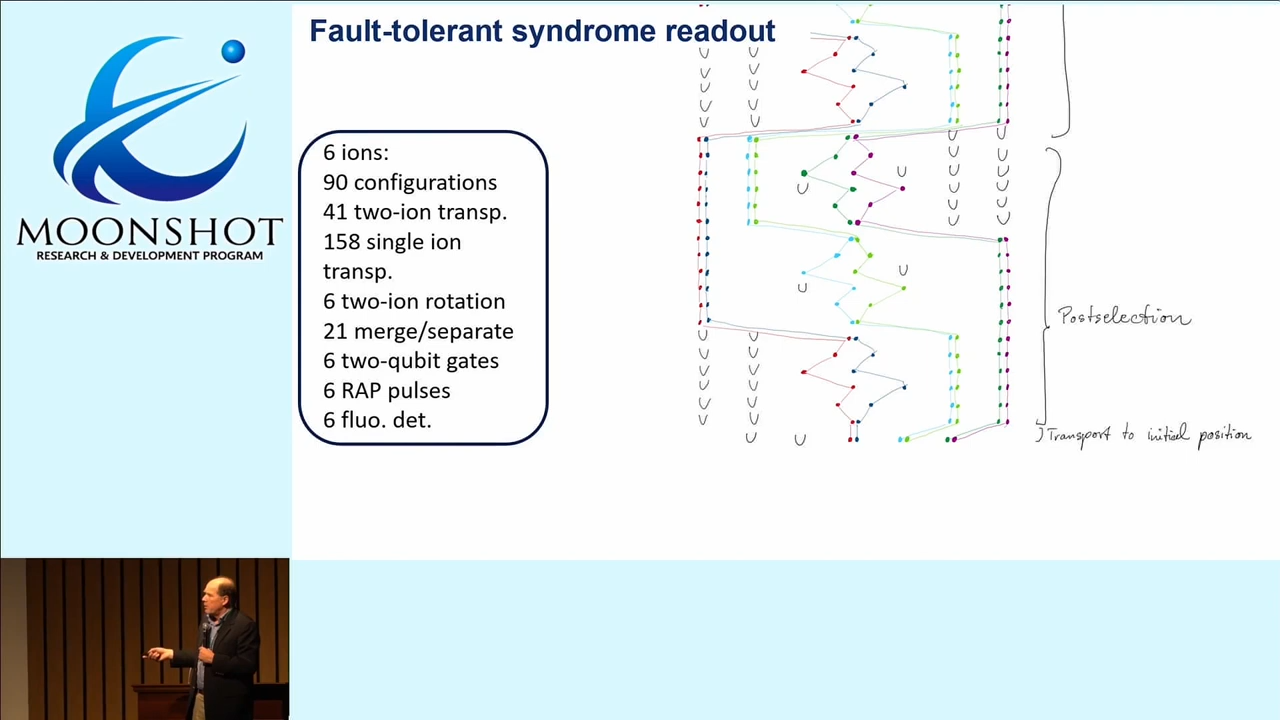 Fault-tolerant syndrome readout
MOONSHOT
RESEARCH & DEVELOPMENT PROGRAM
6 ions:
90 configurations
41 two-ion transp.
158 single ion
transp.
6 two-ion rotation
21 merge/separate
6 two-qubit gates
6 RAP pulses
6 fluo. det.
Postselection
Transport to initial position